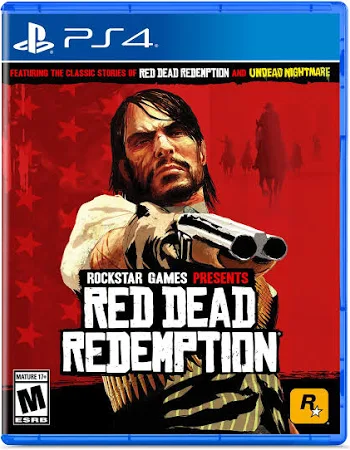 PS4
FEATURING THE CLASSIC STORIES OF RED DEAD REDEMPTION AND UNDEAD NIGHTMARE
ROCKSTAR GAMES PRESENTS
RED DEAD
REDEMPTION
MATURE 17+
M
ESRB
R